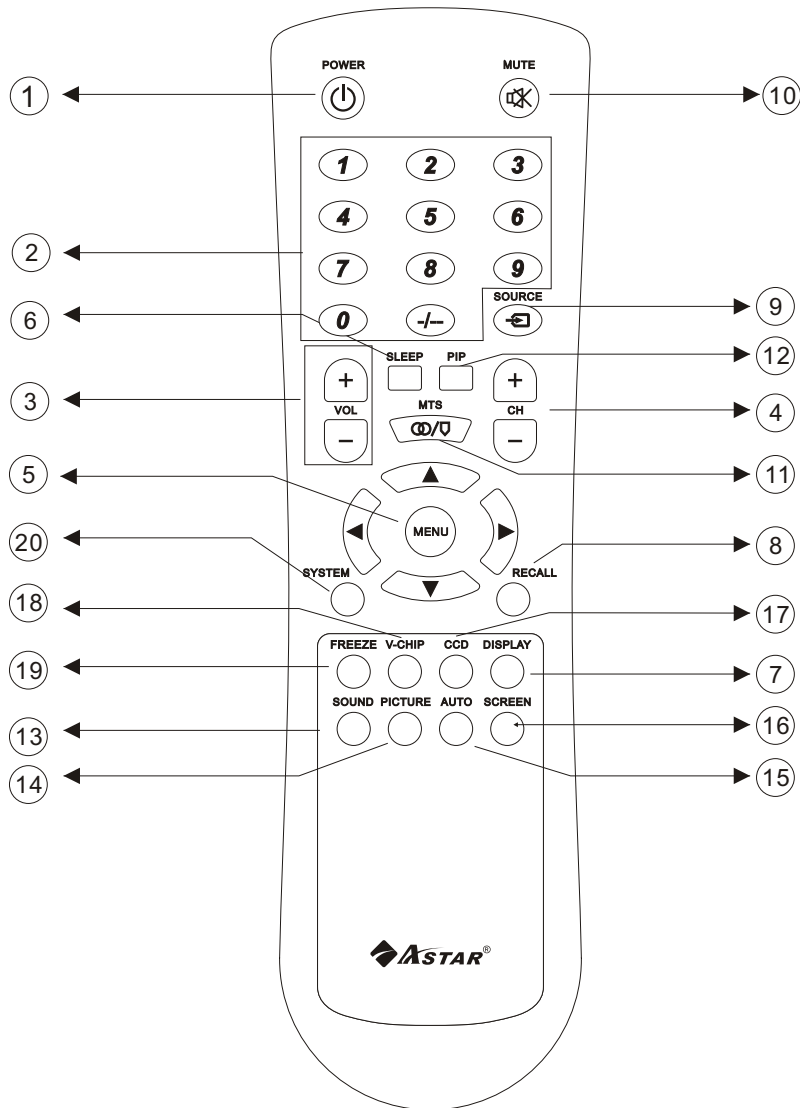 POWER MUTE
1 10
1 2 3
4 5 6
2
7 8 9
SOURCE
6 0 -/-- 9
SLEEP PIP
12
+ +
3 VOL MTS CH 4
− −
5 11
MENU
20 8
SYSTEM RECALL
18 17
FREEZE V-CHIP CCD DISPLAY
19 7
SOUND PICTURE AUTO SCREEN
13 16
14 15
ASTAR®